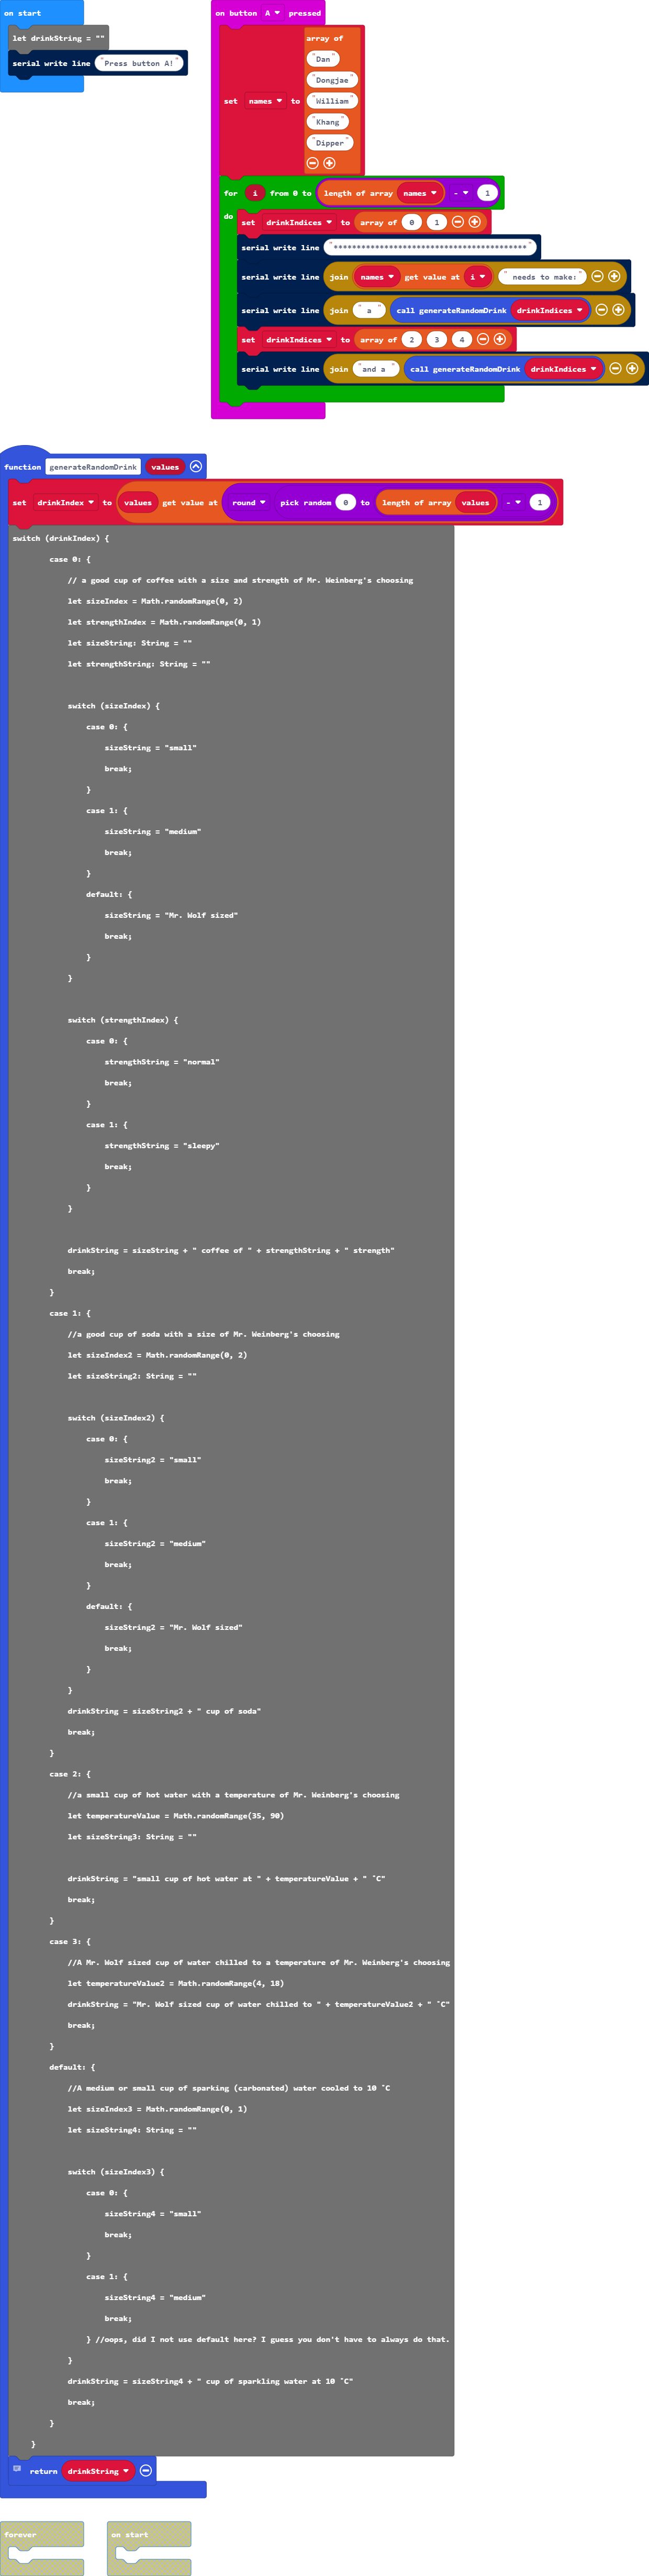 on start
let drinkString = ""
serial write line "Press button A!"
on button A pressed
set names to array of
"Dan"
"Dongjae"
"William"
"Khang"
"Dipper"
for i from 0 to length of array names - 1
do
set drinkIndices to array of 0 1
serial write line "******************************************"
serial write line join names get value at i " needs to make:"
serial write line join " a " call generateRandomDrink drinkIndices
set drinkIndices to array of 2 3 4
serial write line join "and a " call generateRandomDrink drinkIndices
function generateRandomDrink values
set drinkIndex to values get value at round pick random 0 to length of array values - 1
switch (drinkIndex) {
case 0: {
// a good cup of coffee with a size and strength of Mr. Weinberg's choosing
let sizeIndex = Math.randomRange(0, 2)
let strengthIndex = Math.randomRange(0, 1)
let sizeString: String = ""
let strengthString: String = ""
switch (sizeIndex) {
case 0: {
sizeString = "small"
break;
}
case 1: {
sizeString = "medium"
break;
}
default: {
sizeString = "Mr. Wolf sized"
break;
}
}
switch (strengthIndex) {
case 0: {
strengthString = "normal"
break;
}
case 1: {
strengthString = "sleepy"
break;
}
}
drinkString = sizeString + " coffee of " + strengthString + " strength"
break;
}
case 1: {
//a good cup of soda with a size of Mr. Weinberg's choosing
let sizeIndex2 = Math.randomRange(0, 2)
let sizeString2: String = ""
switch (sizeIndex2) {
case 0: {
sizeString2 = "small"
break;
}
case 1: {
sizeString2 = "medium"
break;
}
default: {
sizeString2 = "Mr. Wolf sized"
break;
}
}
drinkString = sizeString2 + " cup of soda"
break;
}
case 2: {
//a small cup of hot water with a temperature of Mr. Weinberg's choosing
let temperatureValue = Math.randomRange(35, 90)
let sizeString3: String = ""
drinkString = "small cup of hot water at " + temperatureValue + " ˚C"
break;
}
case 3: {
//A Mr. Wolf sized cup of water chilled to a temperature of Mr. Weinberg's choosing
let temperatureValue2 = Math.randomRange(4, 18)
drinkString = "Mr. Wolf sized cup of water chilled to " + temperatureValue2 + " ˚C"
break;
}
default: {
//A medium or small cup of sparking (carbonated) water cooled to 10 ˚C
let sizeIndex3 = Math.randomRange(0, 1)
let sizeString4: String = ""
switch (sizeIndex3) {
case 0: {
sizeString4 = "small"
break;
}
case 1: {
sizeString4 = "medium"
break;
} //oops, did I not use default here? I guess you don't have to always do that.
}
drinkString = sizeString4 + " cup of sparkling water at 10 ˚C"
break;
}
}
return drinkString
forever
on start